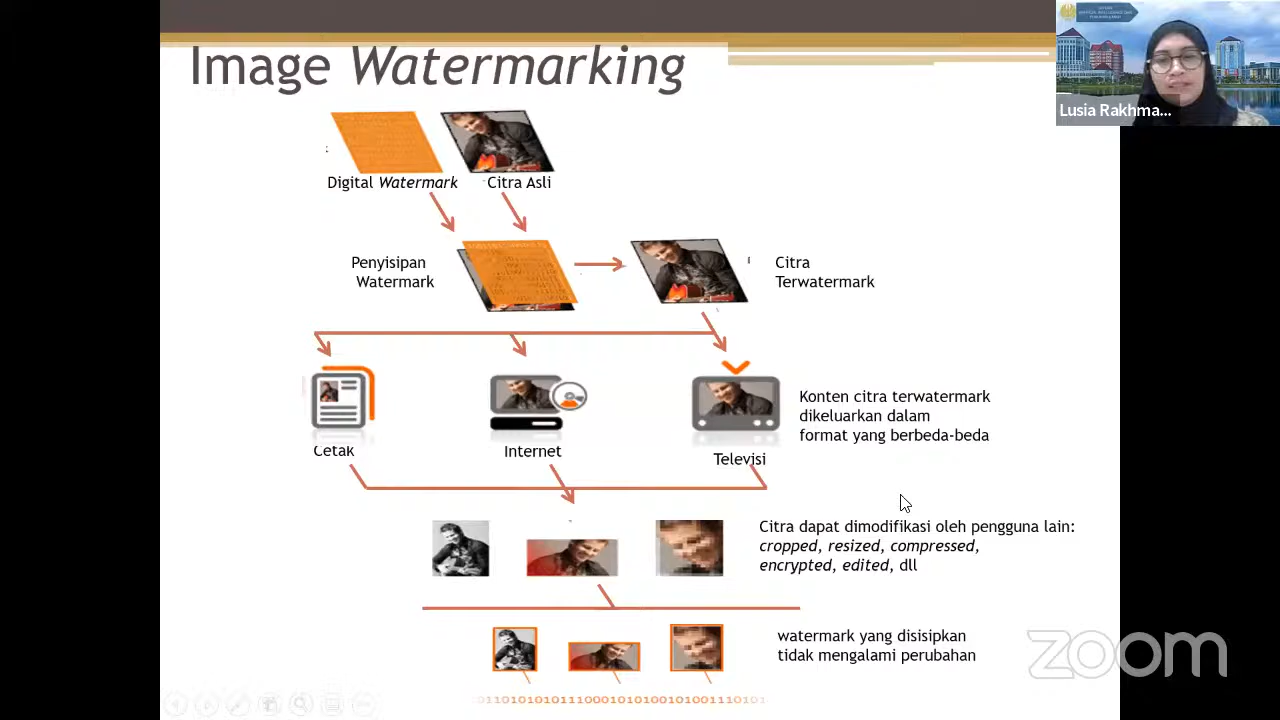 Image Watermarking
Lusia Rakhma...
Digital Watermark
Citra Asli
Penyisipan
Watermark
Citra
Terwatermark
Konten citra terwatermark
dikeluarkan dalam
format yang berbeda-beda
Cetak
Internet
Televisi
Citra dapat dimodifikasi oleh pengguna lain:
cropped, resized, compressed,
encrypted, edited, dll
watermark yang disisipkan
tidak mengalami perubahan
zoom